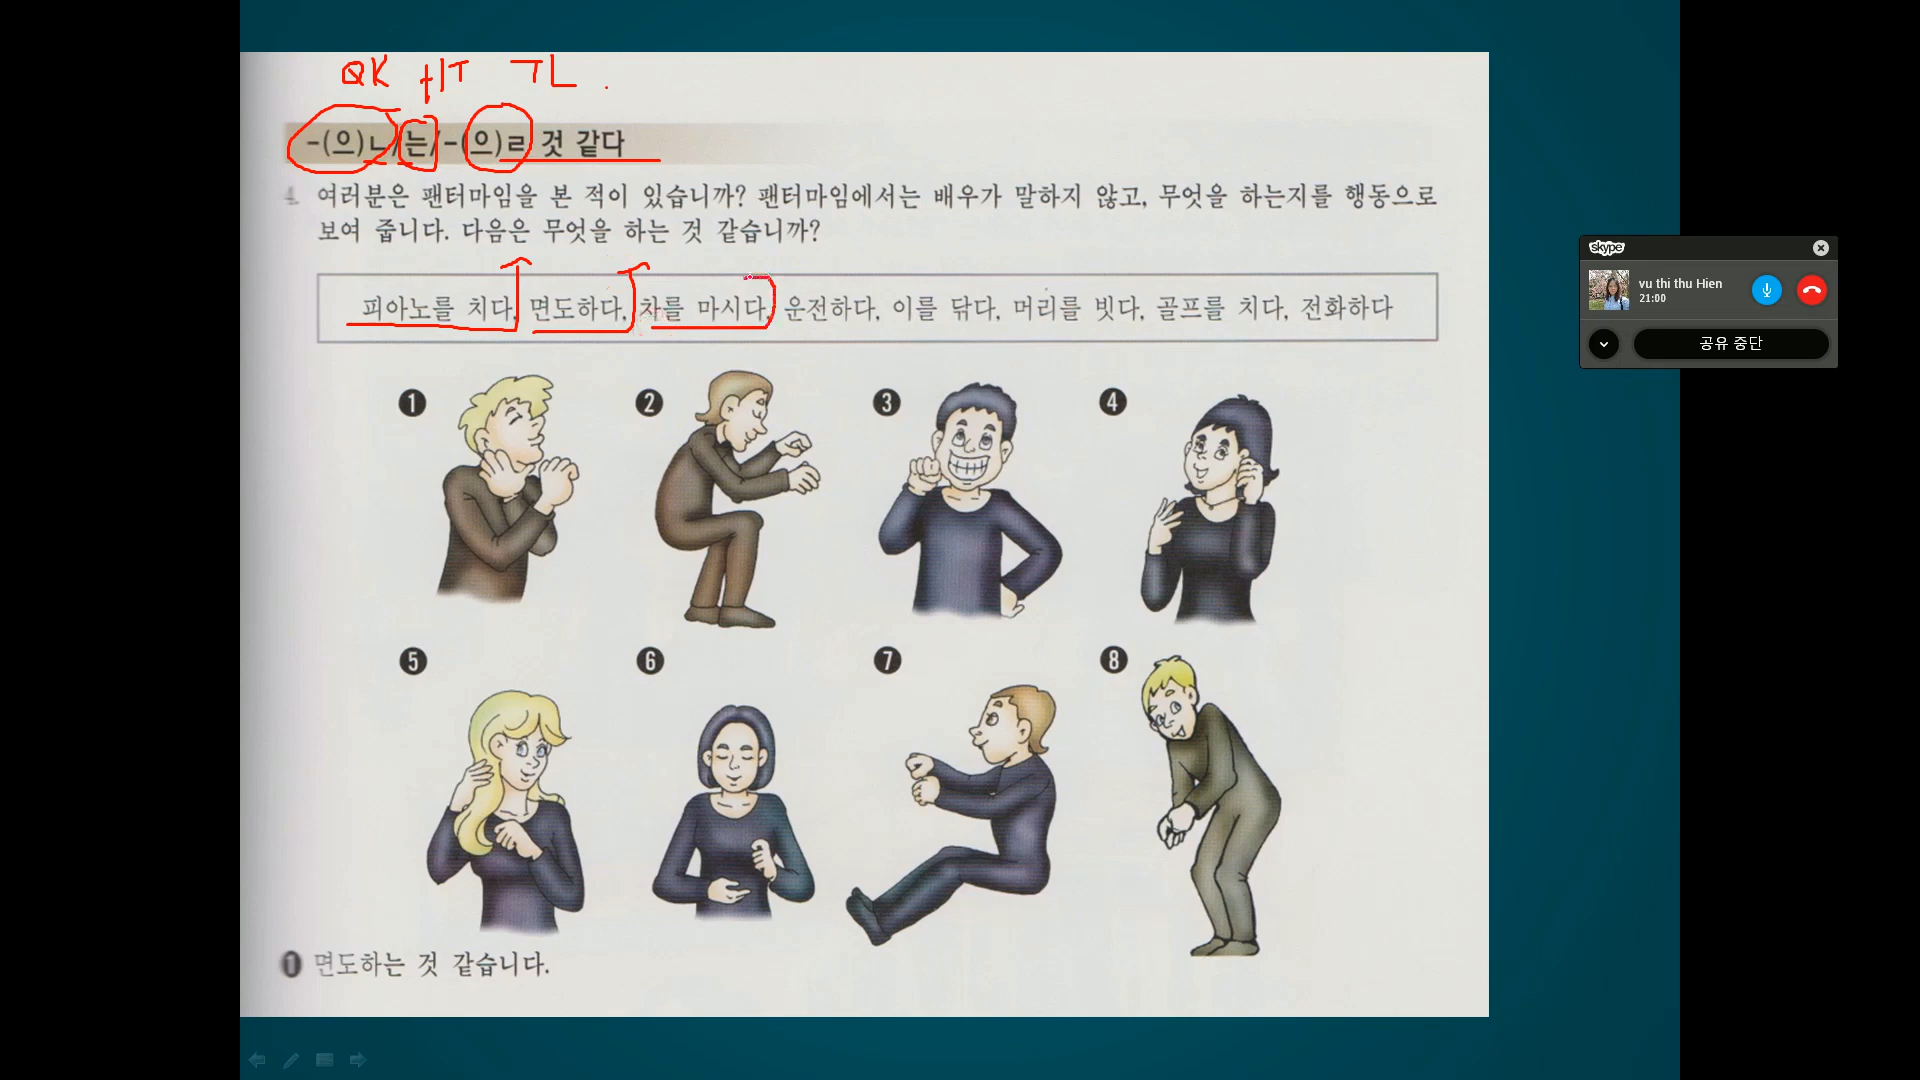 QK HT TL .
-(으)ㄴ/는/-(으)ㄹ 것 같다
4. 여러분은 팬터마임을 본 적이 있습니까? 팬터마임에서는 배우가 말하지 않고, 무엇을 하는지를 행동으로
보여 줍니다. 다음은 무엇을 하는 것 같습니까?
피아노를 치다, 면도하다, 차를 마시다, 운전하다, 이를 닦다, 머리를 빗다, 골프를 치다, 전화하다
1 2 3 4
5 6 7 8
1 면도하는 것 같습니다.
skype
vu thi thu Hien
21:00
공유 중단